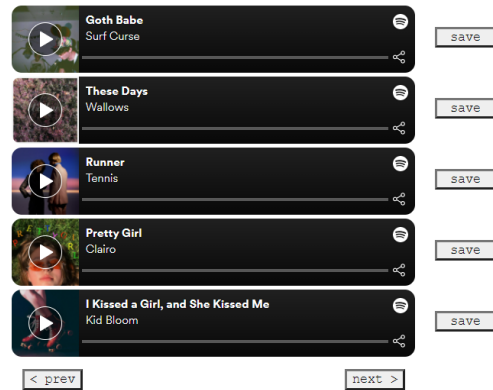 Goth Babe
Surf Curse
save
These Days
Wallows
save
Runner
Tennis
save
Pretty Girl
Clairo
save
I Kissed a Girl, and She Kissed Me
Kid Bloom
save
< prev
next >